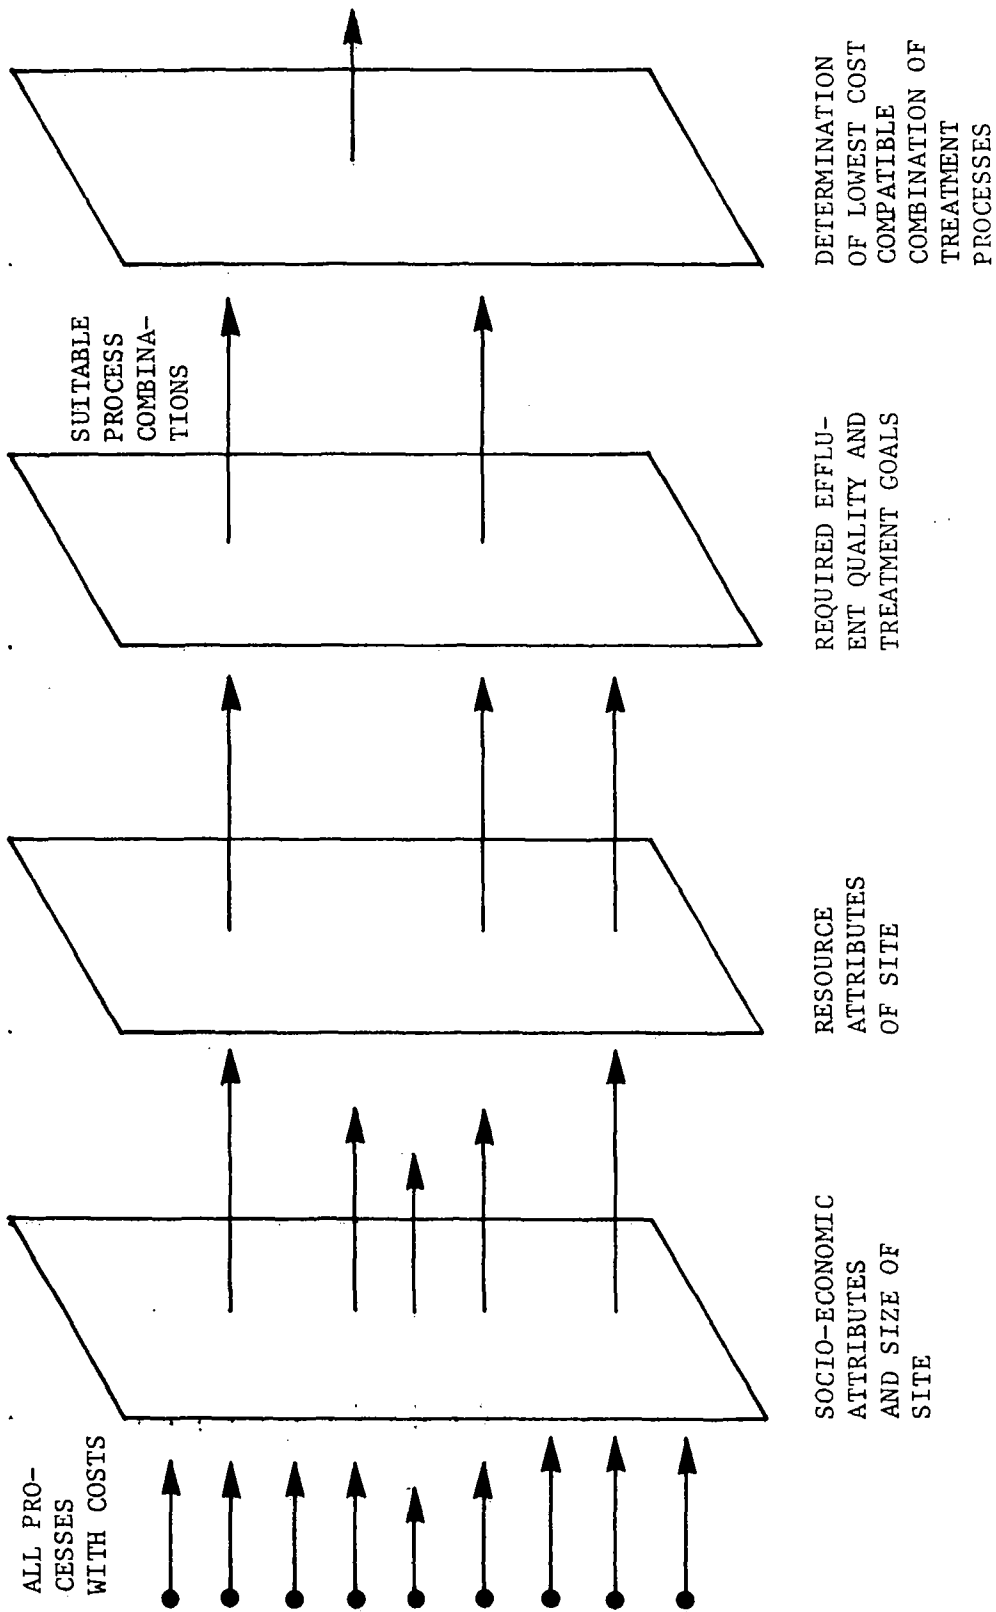 ALL PRO-
CESSES
WITH COSTS
SUITABLE
PROCESS
COMBINA-
TIONS
SOCIO-ECONOMIC
ATTRIBUTES
AND SIZE OF
SITE
RESOURCE
ATTRIBUTES
OF SITE
REQUIRED EFFLU-
ENT QUALITY AND
TREATMENT GOALS
DETERMINATION
OF LOWEST COST
COMPATIBLE
COMBINATION OF
TREATMENT
PROCESSES